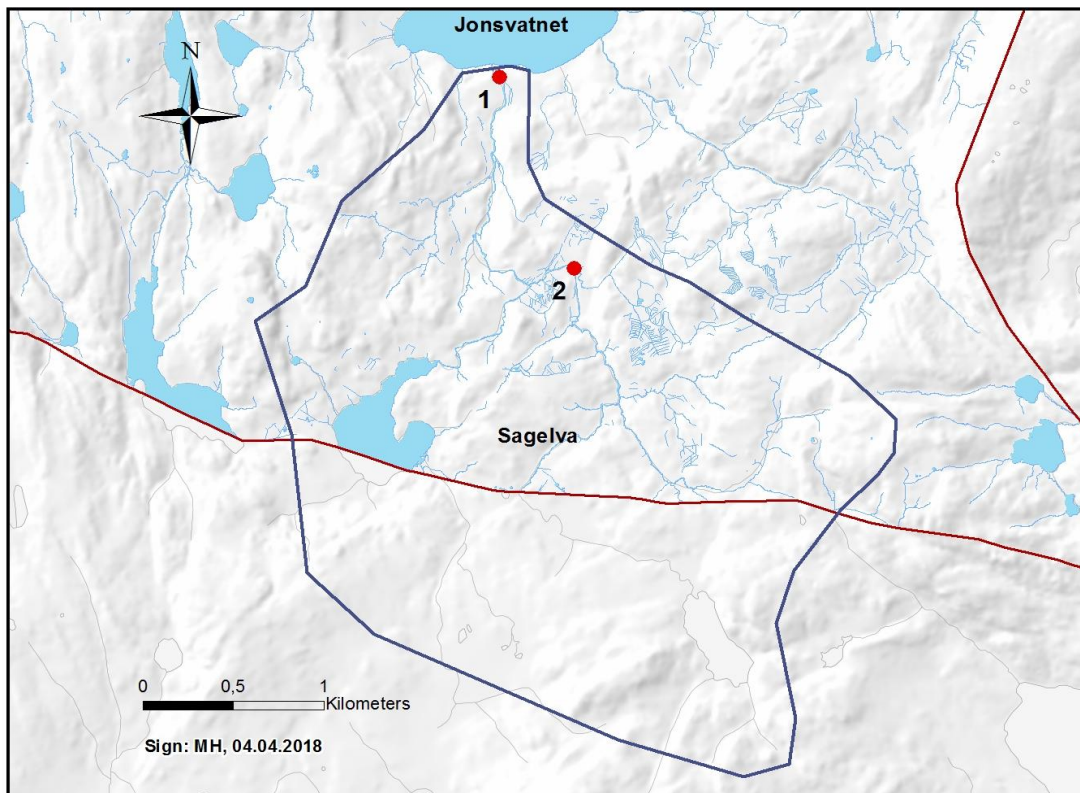 Jonsvatnet
N
1
2
Sagelva
0 0,5 1
Kilometers
Sign: MH, 04.04.2018